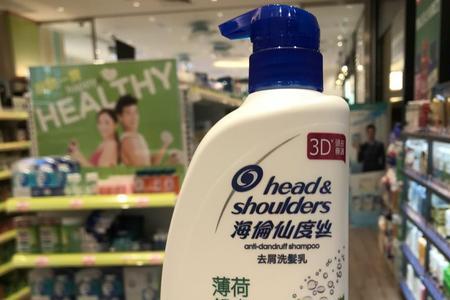 HEALTHY
3D
head &
shoulders
海倫仙度絲
anti-dandruff shampoo
去屑洗髮乳
薄荷